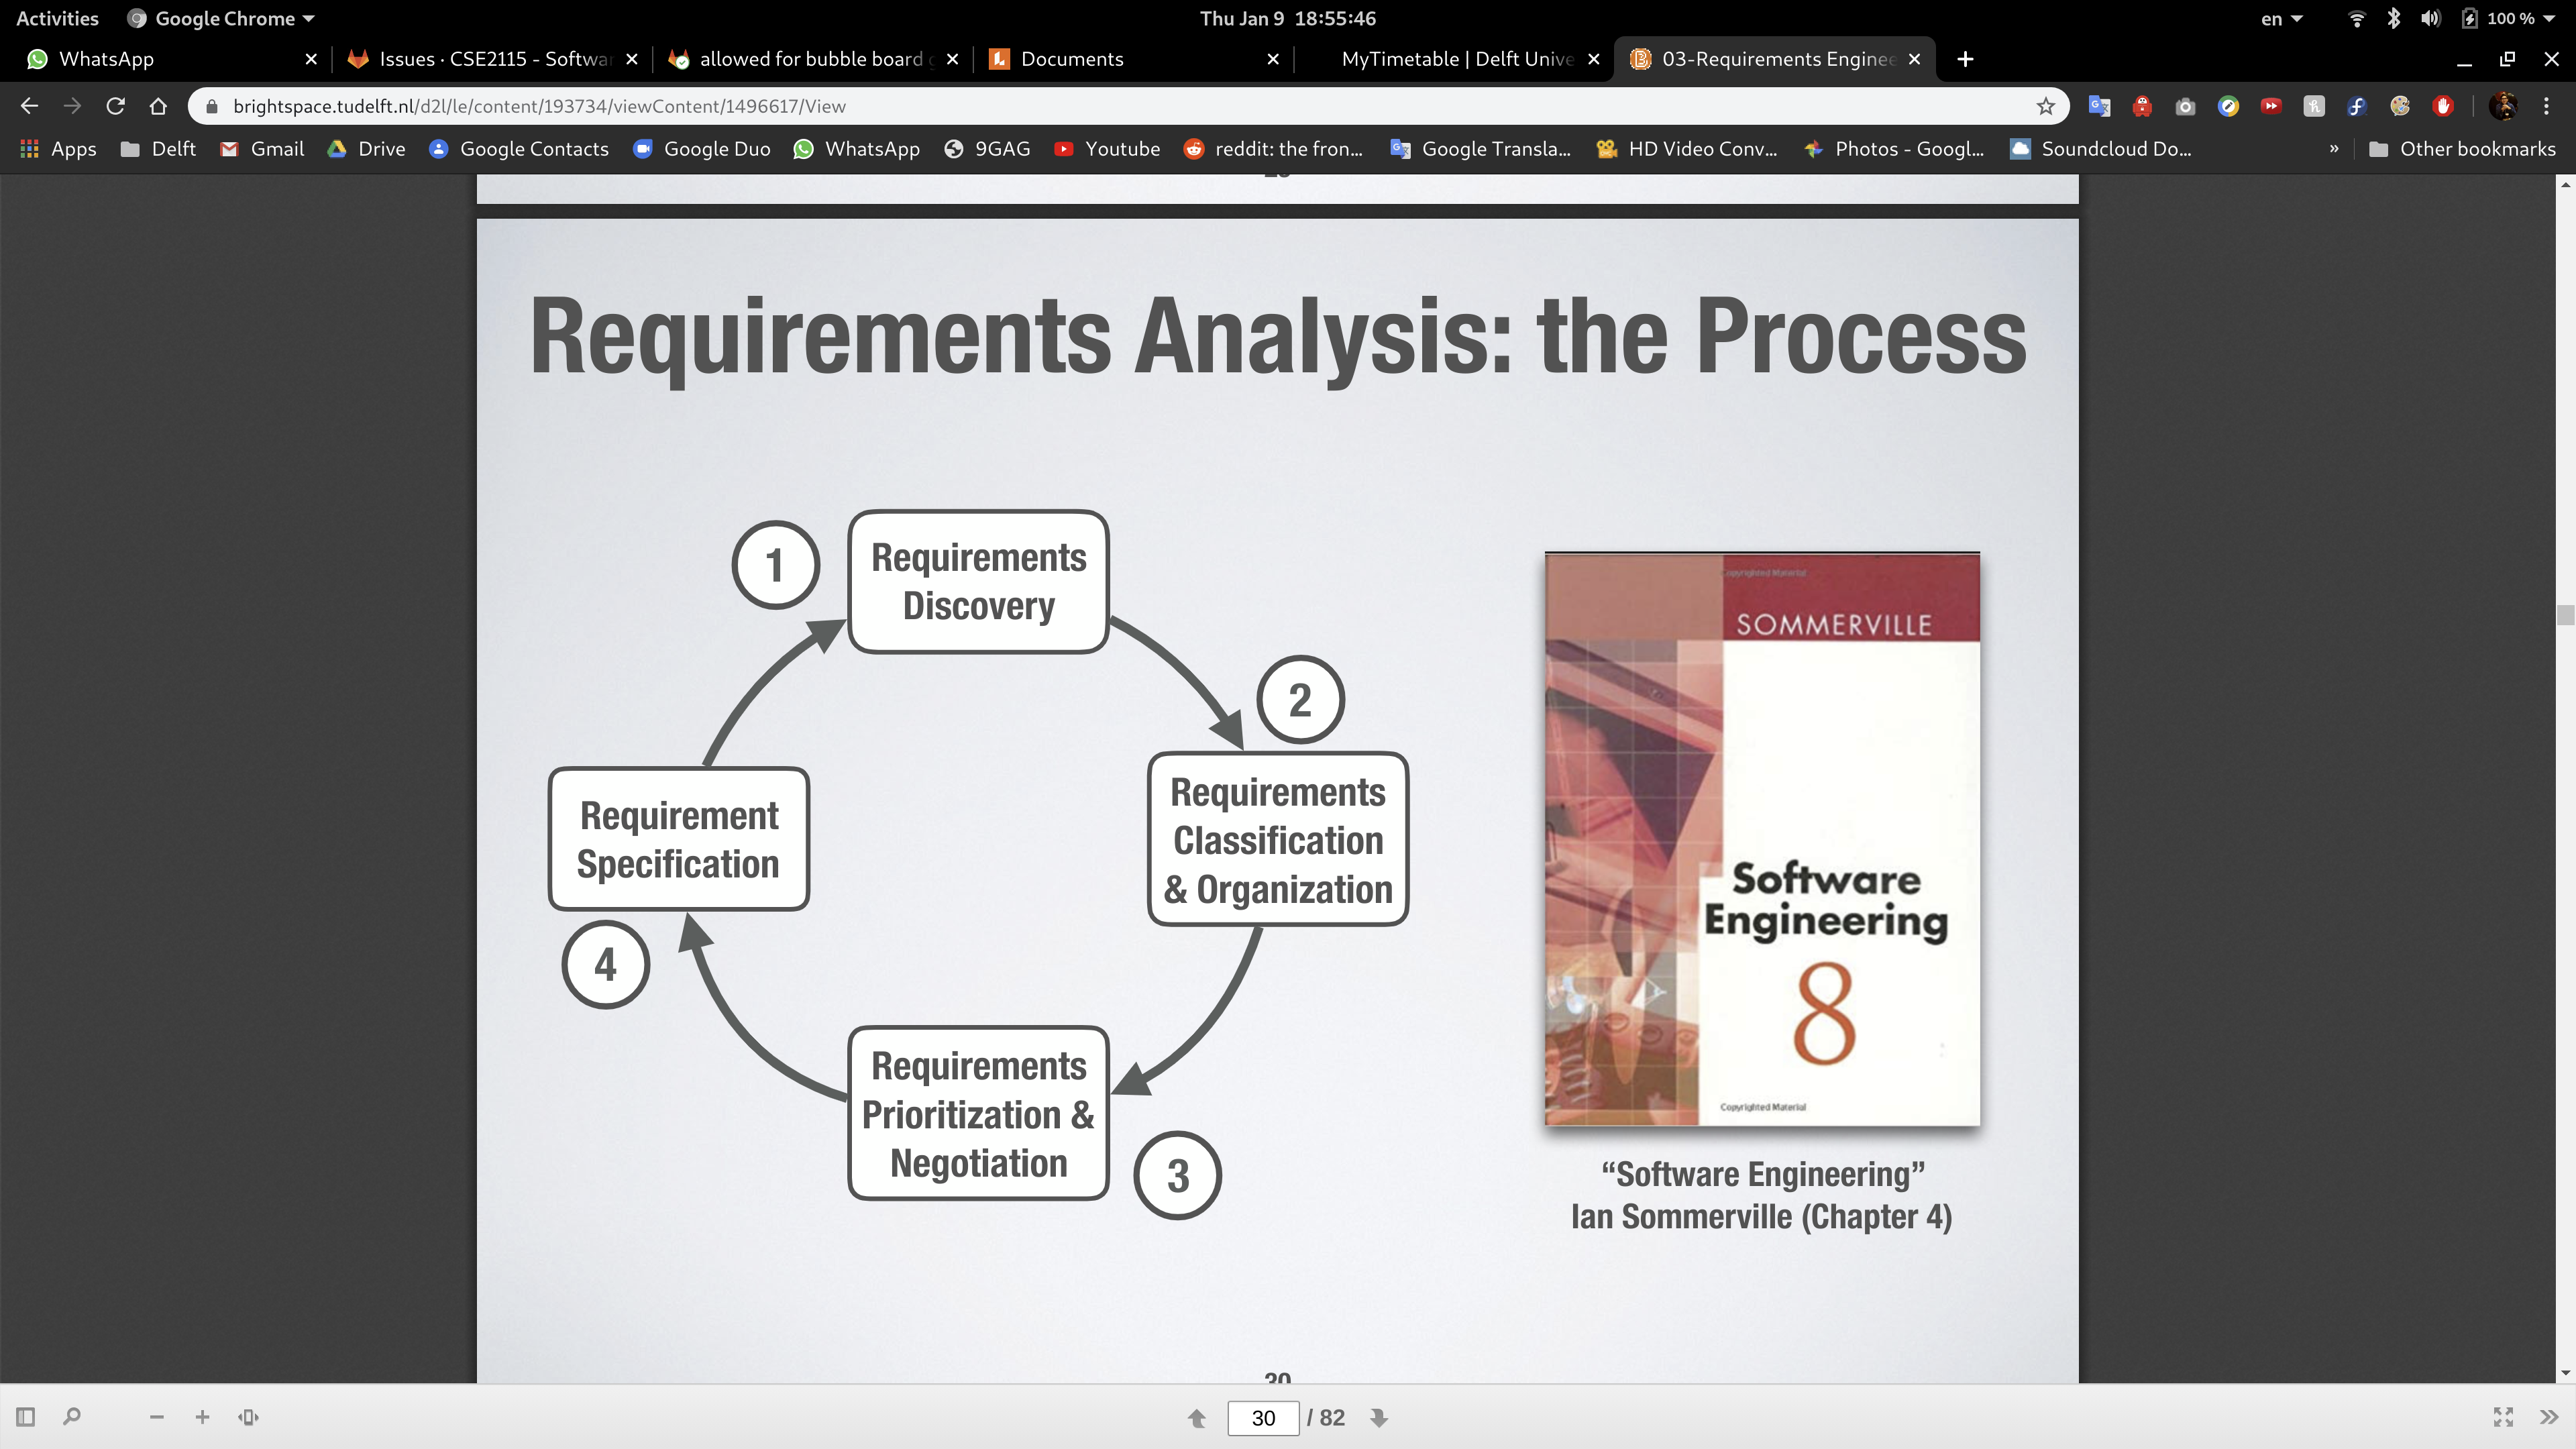 Activities
Google Chrome
Thu Jan 9 18:55:46
en
100 %
WhatsApp
Issues · CSE2115 - Softwar
allowed for bubble board g
Documents
MyTimetable | Delft Unive
03-Requirements Enginee
brightspace.tudelft.nl/d2l/le/content/193734/viewContent/1496617/View
Apps
Delft
Gmail
Drive
Google Contacts
Google Duo
WhatsApp
9GAG
Youtube
reddit: the fron...
Google Transla...
HD Video Conv...
Photos - Googl...
Soundcloud Do...
»
Other bookmarks
Requirements Analysis: the Process
1
Requirements
Discovery
2
Requirements
Classification
& Organization
Requirement
Specification
4
Requirements
Prioritization &
Negotiation
3
Copyrighted Material
SOMMERVILLE
Software
Engineering
8
Copyrighted Material
“Software Engineering”
Ian Sommerville (Chapter 4)
30
30
/ 82